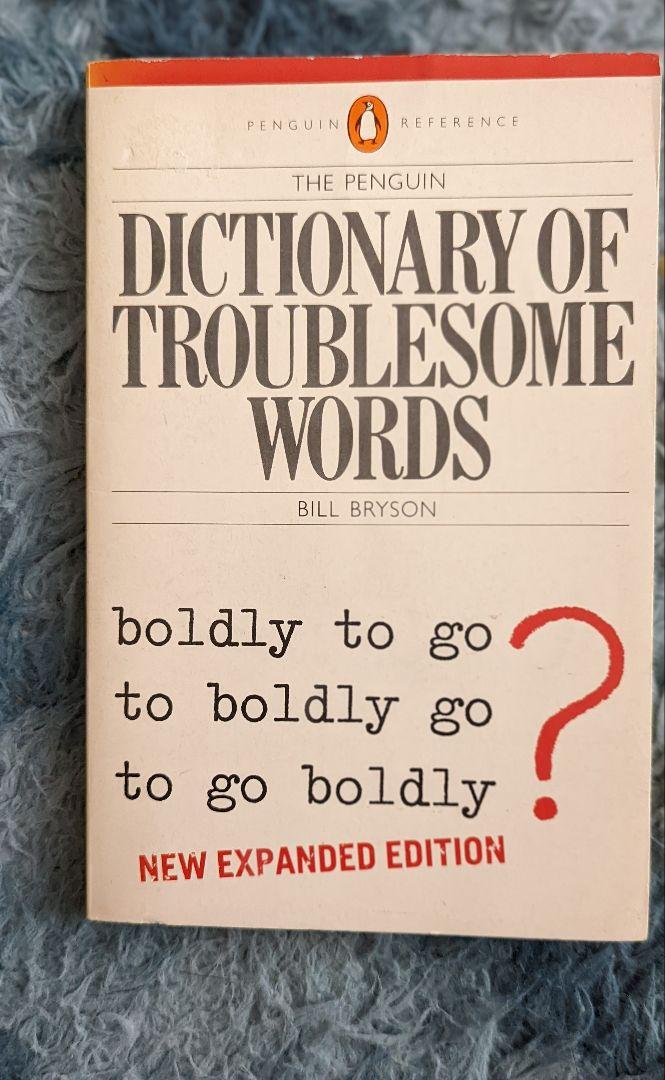 PENGUIN REFERENCE
THE PENGUIN
DICTIONARY OF
TROUBLESOME
WORDS
BILL BRYSON
boldly to go
to boldly go
to go boldly
?
NEW EXPANDED EDITION